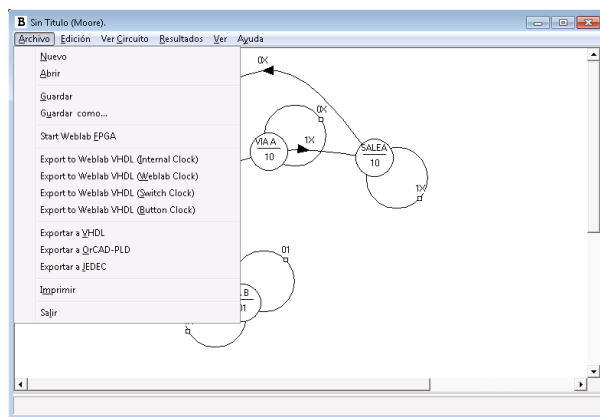 B Sin Titulo (Moore).
Archivo Edición Ver Circuito Resultados Ver Ayuda
Nuevo
Abrir
Guardar
Guardar como...
Start Weblab FPGA
Export to Weblab VHDL (Internal Clock)
Export to Weblab VHDL (Weblab Clock)
Export to Weblab VHDL (Switch Clock)
Export to Weblab VHDL (Button Clock)
Exportar a VHDL
Exportar a OrCAD-PLD
Exportar a JEDEC
Imprimir
Salir
0X
0X
VIA A
10
1X
SALEA
10
1X
01
B
01